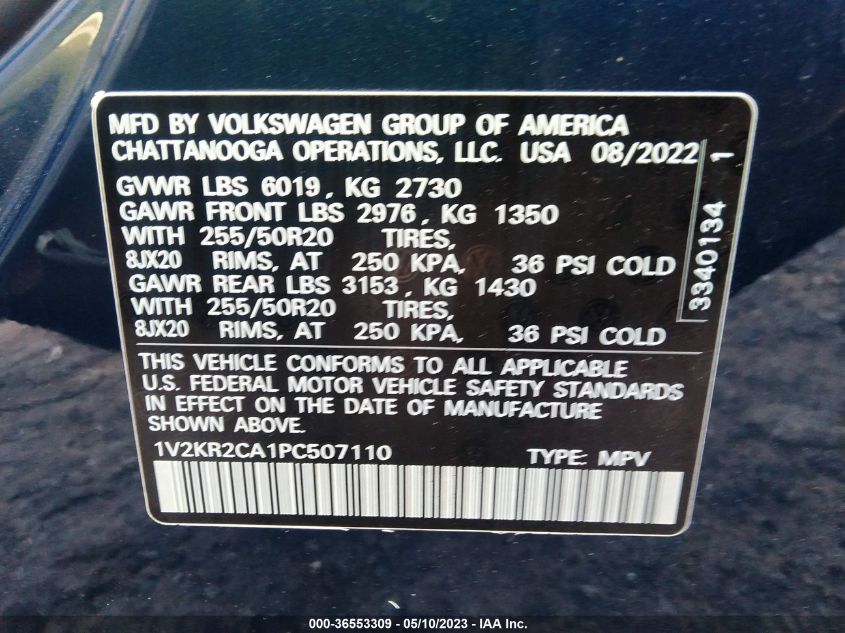 MFD BY VOLKSWAGEN GROUP OF AMERICA
CHATTANOOGA OPERATIONS, LLC. USA 08/2022
GVWR LBS 6019, KG 2730
GAWR FRONT LBS 2976, KG 1350
WITH 255/50R20 TIRES,
8JX20 RIMS, AT 250 KPA, 36 PSI COLD
GAWR REAR LBS 3153, KG 1430
WITH 255/50R20 TIRES,
8JX20 RIMS, AT 250 KPA, 36 PSI COLD
3340134 1
THIS VEHICLE CONFORMS TO ALL APPLICABLE
U.S. FEDERAL MOTOR VEHICLE SAFETY STANDARDS
IN EFFECT ON THE DATE OF MANUFACTURE
SHOWN ABOVE.
1V2KR2CA1PC507110 TYPE: MPV
000-36553309 - 05/10/2023 - IAA Inc.